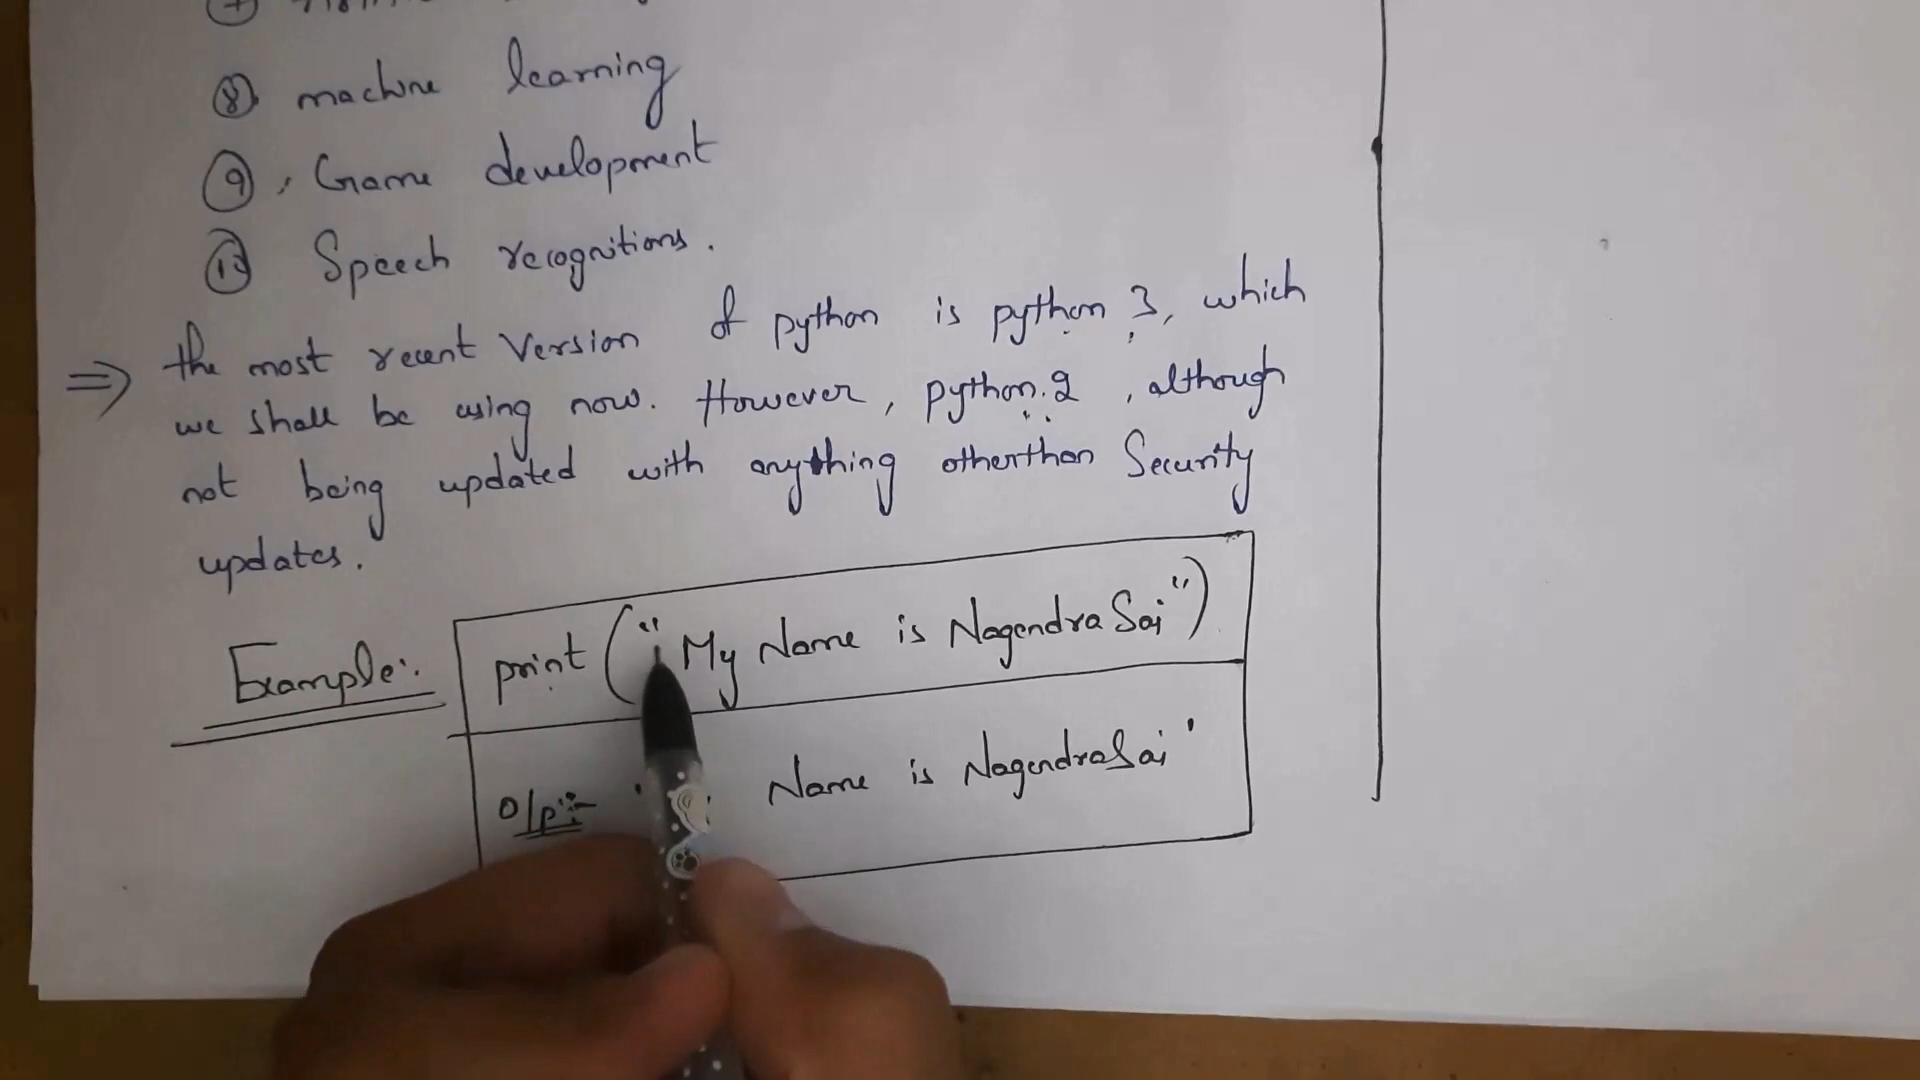 ⑧, machine learning
⑨, Game development
⑩ Speech recognitions.
⇒ the most recent Version of python is python 3, which
we shall be using now. However, python.2, although
not being updated with anything otherthan Security
updates.
Example:
print ("My Name is NagendraSai")
O/p:- ' Name is NagendraSai'